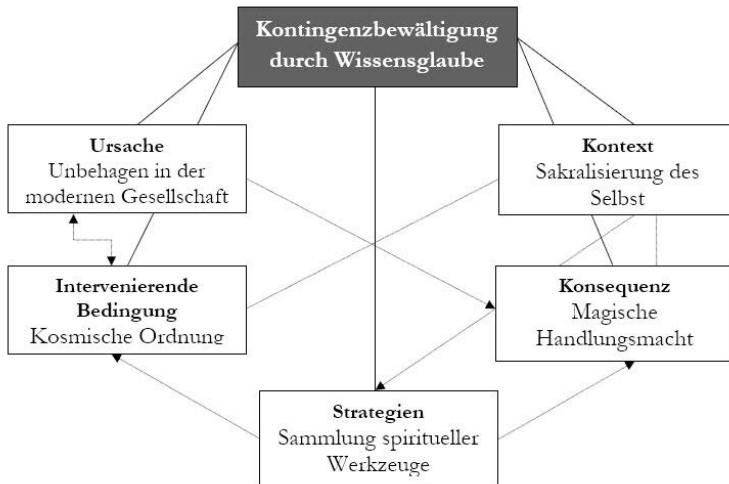 Kontingenzbewältigung
durch Wissensglaube
Ursache
Unbehagen in der
modernen Gesellschaft
Kontext
Sakralisierung des
Selbst
Intervenierende
Bedingung
Kosmische Ordnung
Konsequenz
Magische
Handlungsmacht
Strategien
Sammlung spiritueller
Werkzeuge